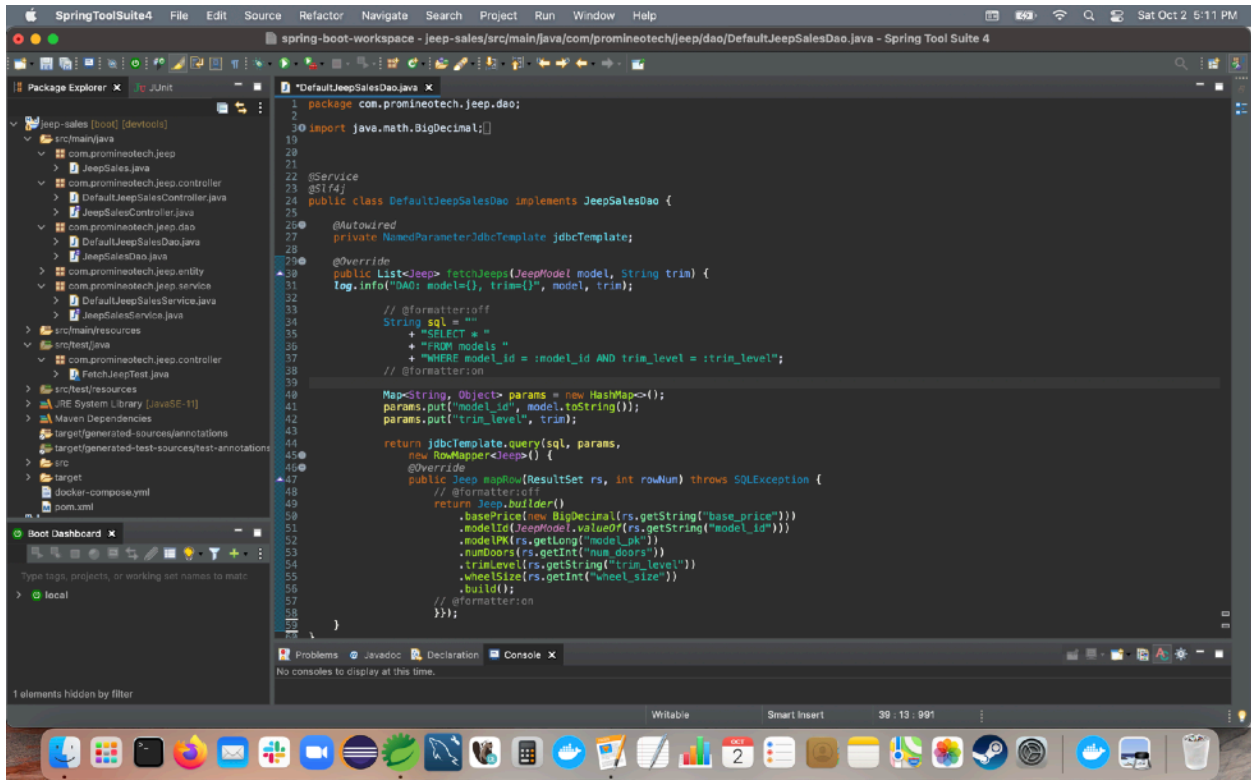 SpringToolSuite4 File Edit Source Refactor Navigate Search Project Run Window Help Sat Oct 2 5:11 PM
spring-boot-workspace - jeep-sales/src/main/java/com/promineotech/jeep/dao/DefaultJeepSalesDao.java - Spring Tool Suite 4
Package Explorer
JUnit
jeep-sales [boot] [devtools]
src/main/java
com.promineotech.jeep
JeepSales.java
com.promineotech.jeep.controller
DefaultJeepSalesController.java
JeepSalesController.java
com.promineotech.jeep.dao
DefaultJeepSalesDao.java
JeepSalesDao.java
com.promineotech.jeep.entity
com.promineotech.jeep.service
DefaultJeepSalesService.java
JeepSalesService.java
src/main/resources
src/test/java
com.promineotech.jeep.controller
FetchJeepTest.java
src/test/resources
JRE System Library [JavaSE-11]
Maven Dependencies
target/generated-sources/annotations
target/generated-test-sources/test-annotations
src
target
docker-compose.yml
pom.xml
Boot Dashboard
Type tags, projects, or working set names to matc
local
1 elements hidden by filter
*DefaultJeepSalesDao.java
1 package com.promineotech.jeep.dao;
2
3 import java.math.BigDecimal;
19
20
21
22 @Service
23 @Slf4j
24 public class DefaultJeepSalesDao implements JeepSalesDao {
25
26 @Autowired
27 private NamedParameterJdbcTemplate jdbcTemplate;
28
29 @Override
30 public List<Jeep> fetchJeeps(JeepModel model, String trim) {
31 log.info("DAO: model={}, trim={}", model, trim);
32
33 // @formatter:off
34 String sql = ""
35 + "SELECT * "
36 + "FROM models "
37 + "WHERE model_id = :model_id AND trim_level = :trim_level";
38 // @formatter:on
39
40 Map<String, Object> params = new HashMap<>();
41 params.put("model_id", model.toString());
42 params.put("trim_level", trim);
43
44 return jdbcTemplate.query(sql, params,
45 new RowMapper<Jeep>() {
46 @Override
47 public Jeep mapRow(ResultSet rs, int rowNum) throws SQLException {
48 // @formatter:off
49 return Jeep.builder()
50 .basePrice(new BigDecimal(rs.getString("base_price")))
51 .modelId(JeepModel.valueOf(rs.getString("model_id")))
52 .modelPK(rs.getLong("model_pk"))
53 .numDoors(rs.getInt("num_doors"))
54 .trimLevel(rs.getString("trim_level"))
55 .wheelSize(rs.getInt("wheel_size"))
56 .build();
57 // @formatter:on
58 }});
59 }
60 }
Problems Javadoc Declaration Console
No consoles to display at this time.
Writable Smart Insert 39 : 13 : 991
OCT
2